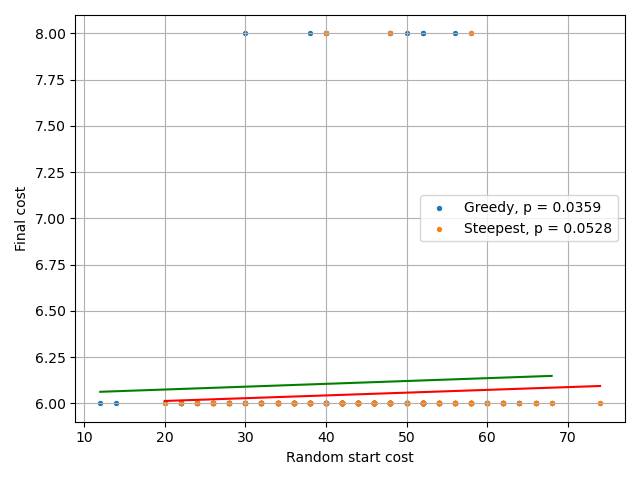 8.00
7.75
7.50
7.25
7.00
6.75
6.50
6.25
6.00
Final cost
Greedy, p = 0.0359
Steepest, p = 0.0528
10 20 30 40 50 60 70
Random start cost